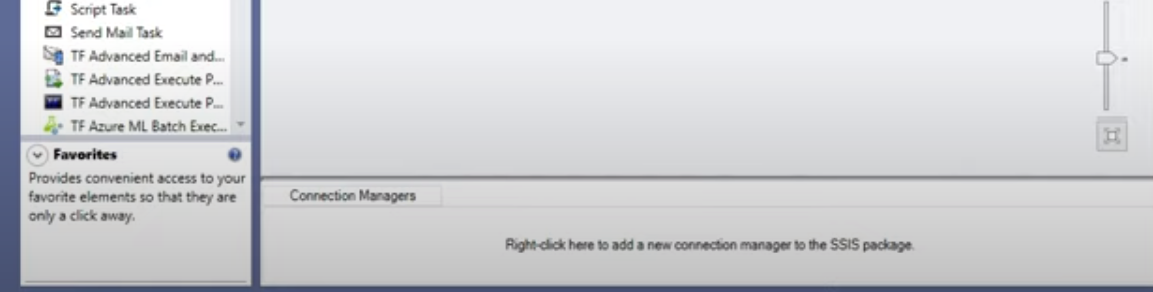 Script Task
Send Mail Task
TF Advanced Email and...
TF Advanced Execute P...
TF Advanced Execute P...
TF Azure ML Batch Exec...
Favorites
Provides convenient access to your
favorite elements so that they are
only a click away.
Connection Managers
Right-click here to add a new connection manager to the SSIS package.